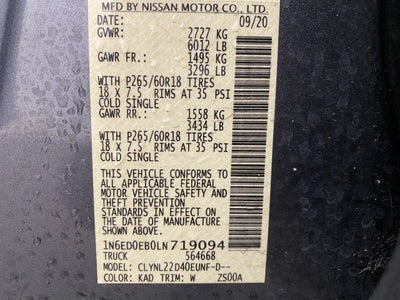 MFD BY NISSAN MOTOR CO., LTD.
DATE: 09/20
GVWR: 2727 KG
6012 LB
GAWR FR.: 1495 KG
3296 LB
WITH P265/60R18 TIRES
18 X 7.5 RIMS AT 35 PSI
COLD SINGLE
GAWR RR.: 1558 KG
3434 LB
WITH P265/60R18 TIRES
18 X 7.5 RIMS AT 35 PSI
COLD SINGLE
THIS VEHICLE CONFORMS TO
ALL APPLICABLE FEDERAL
MOTOR VEHICLE SAFETY
AND THEFT PREVENTION
STANDARDS IN EFFECT ON
THE DATE OF MANUFACTURE
SHOWN ABOVE.
1N6ED0EB0LN719094
TRUCK 564668
MODEL: CLYNL22D40EUNF-D--
COLOR: KAD TRIM: W ZS00A